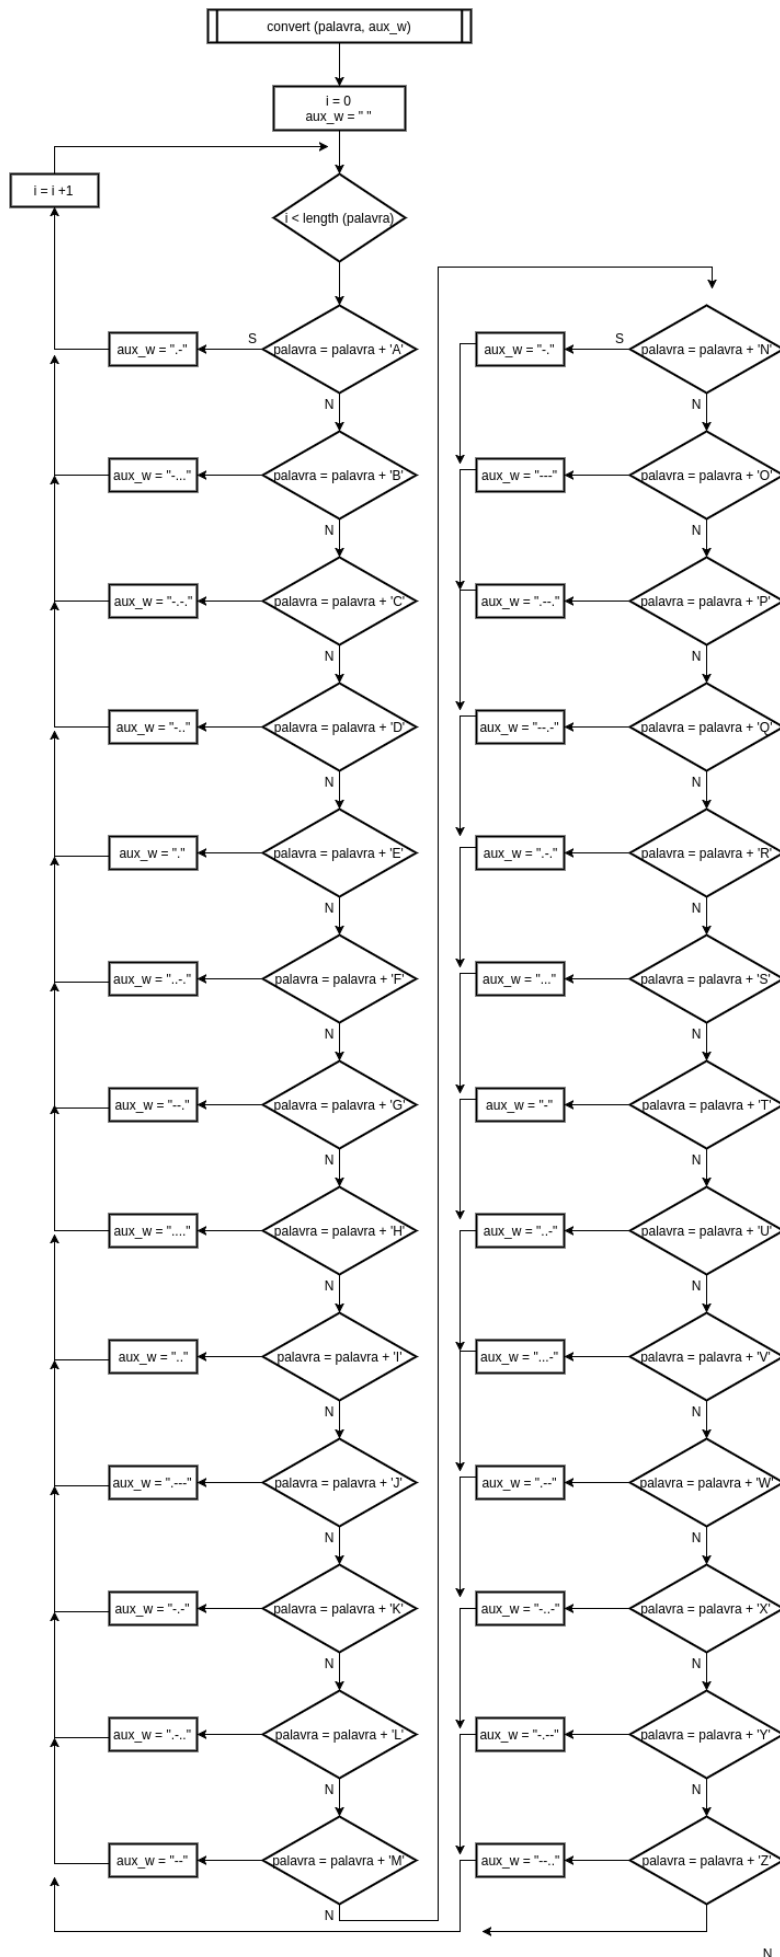 convert (palavra, aux_w)
i = 0
aux_w = " "
i = i +1
i < length (palavra)
aux_w = ".-"
S
palavra = palavra + 'A'
N
aux_w = "-..."
palavra = palavra + 'B'
N
aux_w = "-.-."
palavra = palavra + 'C'
N
aux_w = "-.."
palavra = palavra + 'D'
N
aux_w = "."
palavra = palavra + 'E'
N
aux_w = "..-."
palavra = palavra + 'F'
N
aux_w = "--."
palavra = palavra + 'G'
N
aux_w = "...."
palavra = palavra + 'H'
N
aux_w = ".."
palavra = palavra + 'I'
N
aux_w = ".---"
palavra = palavra + 'J'
N
aux_w = "-.-"
palavra = palavra + 'K'
N
aux_w = ".-.."
palavra = palavra + 'L'
N
aux_w = "--"
palavra = palavra + 'M'
N
aux_w = "-."
S
palavra = palavra + 'N'
N
aux_w = "---"
palavra = palavra + 'O'
N
aux_w = ".--."
palavra = palavra + 'P'
N
aux_w = "--.-"
palavra = palavra + 'Q'
N
aux_w = ".-."
palavra = palavra + 'R'
N
aux_w = "..."
palavra = palavra + 'S'
N
aux_w = "-"
palavra = palavra + 'T'
N
aux_w = "..-"
palavra = palavra + 'U'
N
aux_w = "...-"
palavra = palavra + 'V'
N
aux_w = ".--"
palavra = palavra + 'W'
N
aux_w = "-..-"
palavra = palavra + 'X'
N
aux_w = "-.--"
palavra = palavra + 'Y'
N
aux_w = "--.."
palavra = palavra + 'Z'
N